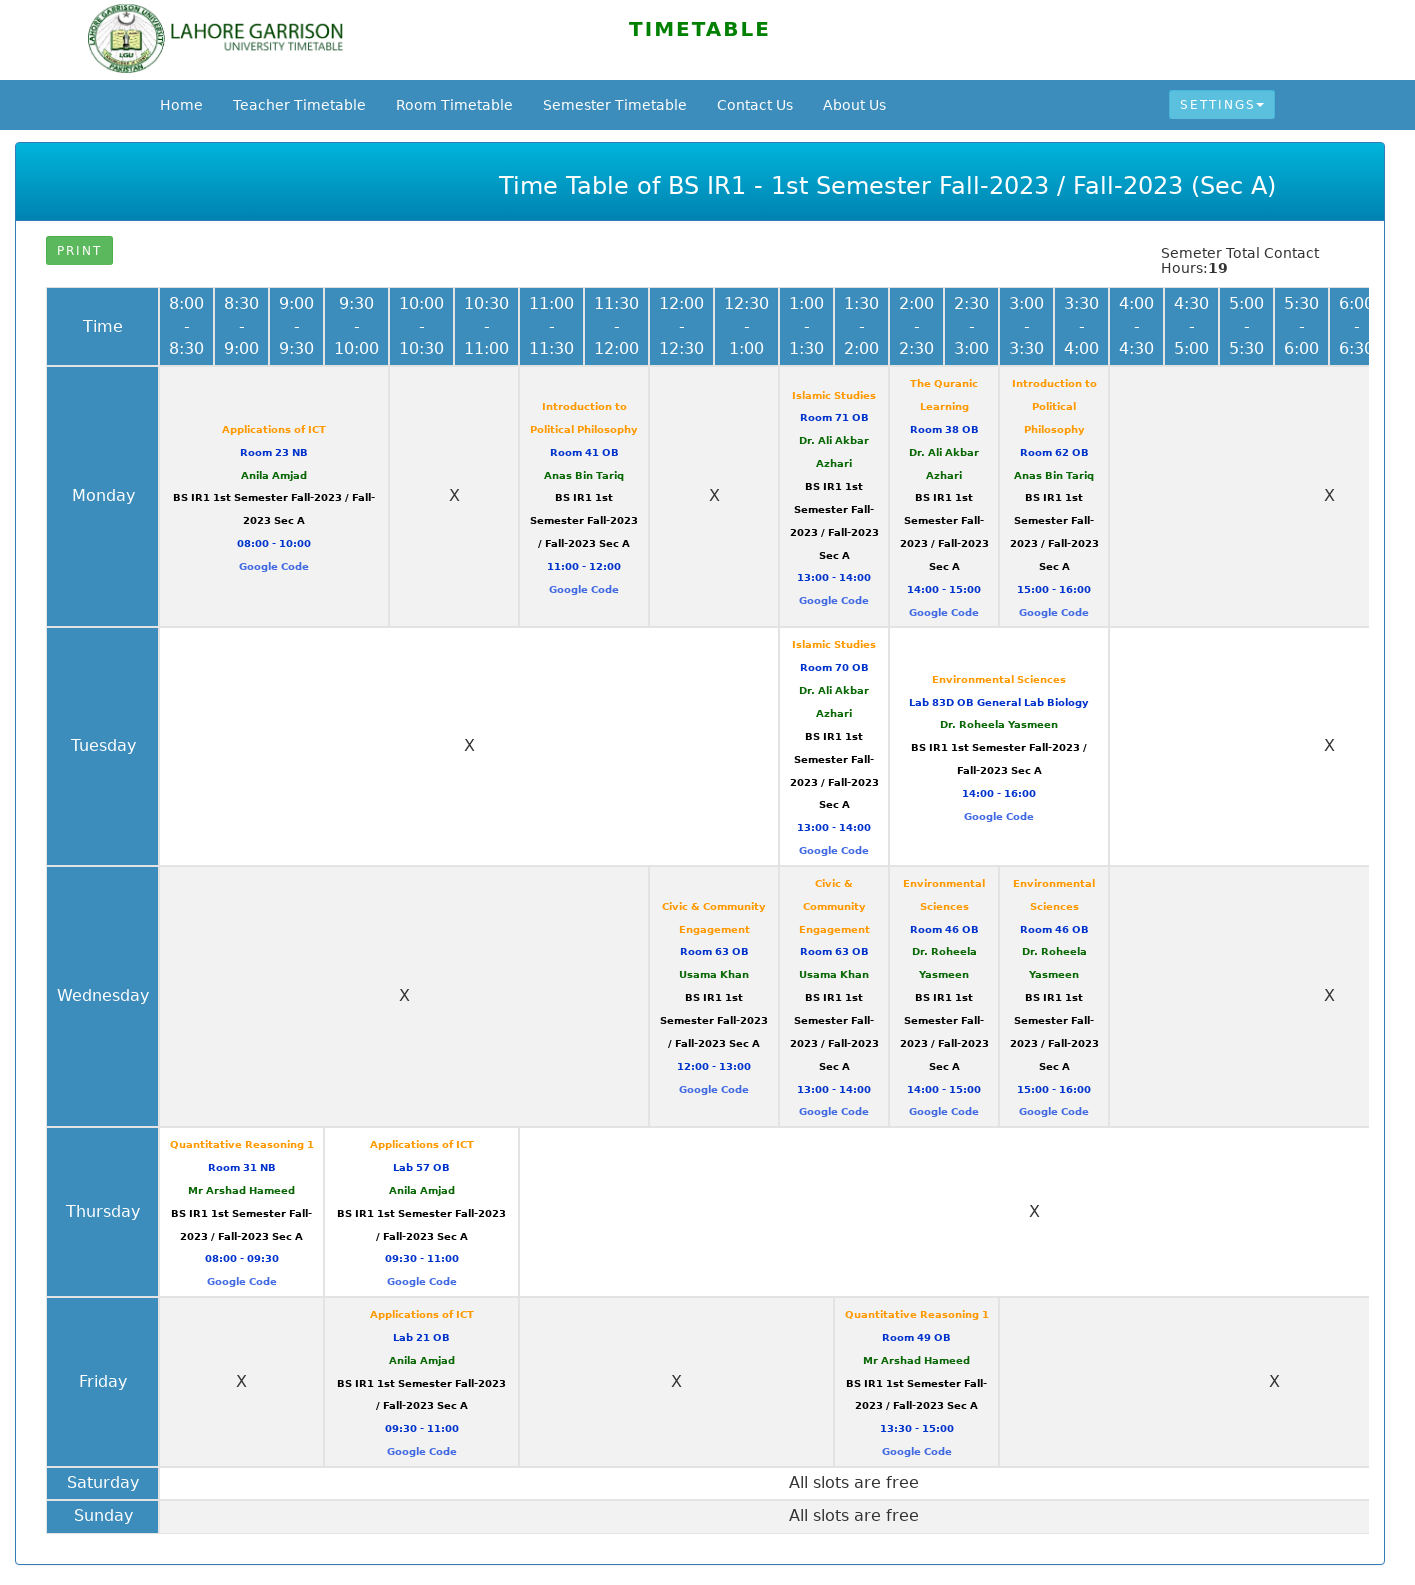 LAHORE GARRISON
UNIVERSITY TIMETABLE
TIMETABLE
Home Teacher Timetable Room Timetable Semester Timetable Contact Us About Us SETTINGS
Time Table of BS IR1 - 1st Semester Fall-2023 / Fall-2023 (Sec A)
PRINT
Semeter Total Contact
Hours:19
Time
8:00 - 8:30
8:30 - 9:00
9:00 - 9:30
9:30 - 10:00
10:00 - 10:30
10:30 - 11:00
11:00 - 11:30
11:30 - 12:00
12:00 - 12:30
12:30 - 1:00
1:00 - 1:30
1:30 - 2:00
2:00 - 2:30
2:30 - 3:00
3:00 - 3:30
3:30 - 4:00
4:00 - 4:30
4:30 - 5:00
5:00 - 5:30
5:30 - 6:00
6:00 - 6:30
Monday
Applications of ICT
Room 23 NB
Anila Amjad
BS IR1 1st Semester Fall-2023 / Fall-
2023 Sec A
08:00 - 10:00
Google Code
X
Introduction to
Political Philosophy
Room 41 OB
Anas Bin Tariq
BS IR1 1st
Semester Fall-2023
/ Fall-2023 Sec A
11:00 - 12:00
Google Code
X
Islamic Studies
Room 71 OB
Dr. Ali Akbar
Azhari
BS IR1 1st
Semester Fall-
2023 / Fall-2023
Sec A
13:00 - 14:00
Google Code
The Quranic
Learning
Room 38 OB
Dr. Ali Akbar
Azhari
BS IR1 1st
Semester Fall-
2023 / Fall-2023
Sec A
14:00 - 15:00
Google Code
Introduction to
Political
Philosophy
Room 62 OB
Anas Bin Tariq
BS IR1 1st
Semester Fall-
2023 / Fall-2023
Sec A
15:00 - 16:00
Google Code
X
Tuesday
X
Islamic Studies
Room 70 OB
Dr. Ali Akbar
Azhari
BS IR1 1st
Semester Fall-
2023 / Fall-2023
Sec A
13:00 - 14:00
Google Code
Environmental Sciences
Lab 83D OB General Lab Biology
Dr. Roheela Yasmeen
BS IR1 1st Semester Fall-2023 /
Fall-2023 Sec A
14:00 - 16:00
Google Code
X
Wednesday
X
Civic & Community
Engagement
Room 63 OB
Usama Khan
BS IR1 1st
Semester Fall-2023
/ Fall-2023 Sec A
12:00 - 13:00
Google Code
Civic &
Community
Engagement
Room 63 OB
Usama Khan
BS IR1 1st
Semester Fall-
2023 / Fall-2023
Sec A
13:00 - 14:00
Google Code
Environmental
Sciences
Room 46 OB
Dr. Roheela
Yasmeen
BS IR1 1st
Semester Fall-
2023 / Fall-2023
Sec A
14:00 - 15:00
Google Code
Environmental
Sciences
Room 46 OB
Dr. Roheela
Yasmeen
BS IR1 1st
Semester Fall-
2023 / Fall-2023
Sec A
15:00 - 16:00
Google Code
X
Thursday
Quantitative Reasoning 1
Room 31 NB
Mr Arshad Hameed
BS IR1 1st Semester Fall-
2023 / Fall-2023 Sec A
08:00 - 09:30
Google Code
Applications of ICT
Lab 57 OB
Anila Amjad
BS IR1 1st Semester Fall-2023
/ Fall-2023 Sec A
09:30 - 11:00
Google Code
X
Friday
X
Applications of ICT
Lab 21 OB
Anila Amjad
BS IR1 1st Semester Fall-2023
/ Fall-2023 Sec A
09:30 - 11:00
Google Code
X
Quantitative Reasoning 1
Room 49 OB
Mr Arshad Hameed
BS IR1 1st Semester Fall-
2023 / Fall-2023 Sec A
13:30 - 15:00
Google Code
X
Saturday
All slots are free
Sunday
All slots are free